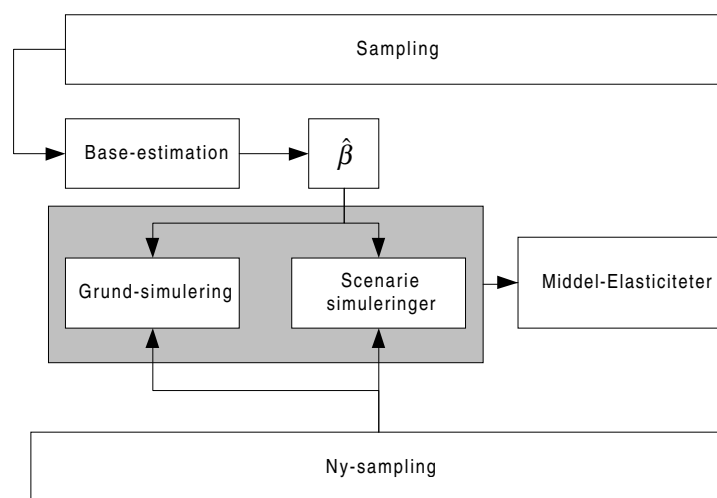 Sampling
Base-estimation
β̂
Grund-simulering
Scenarie
simuleringer
Middel-Elasticiteter
Ny-sampling